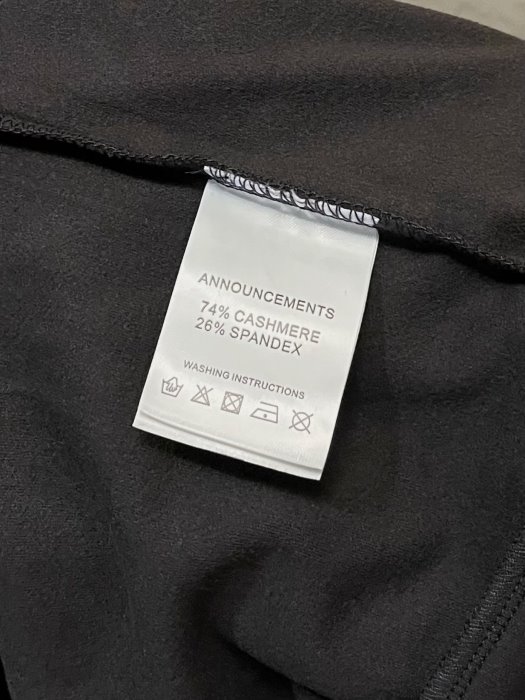 ANNOUNCEMENTS
74% CASHMERE
26% SPANDEX
WASHING INSTRUCTIONS